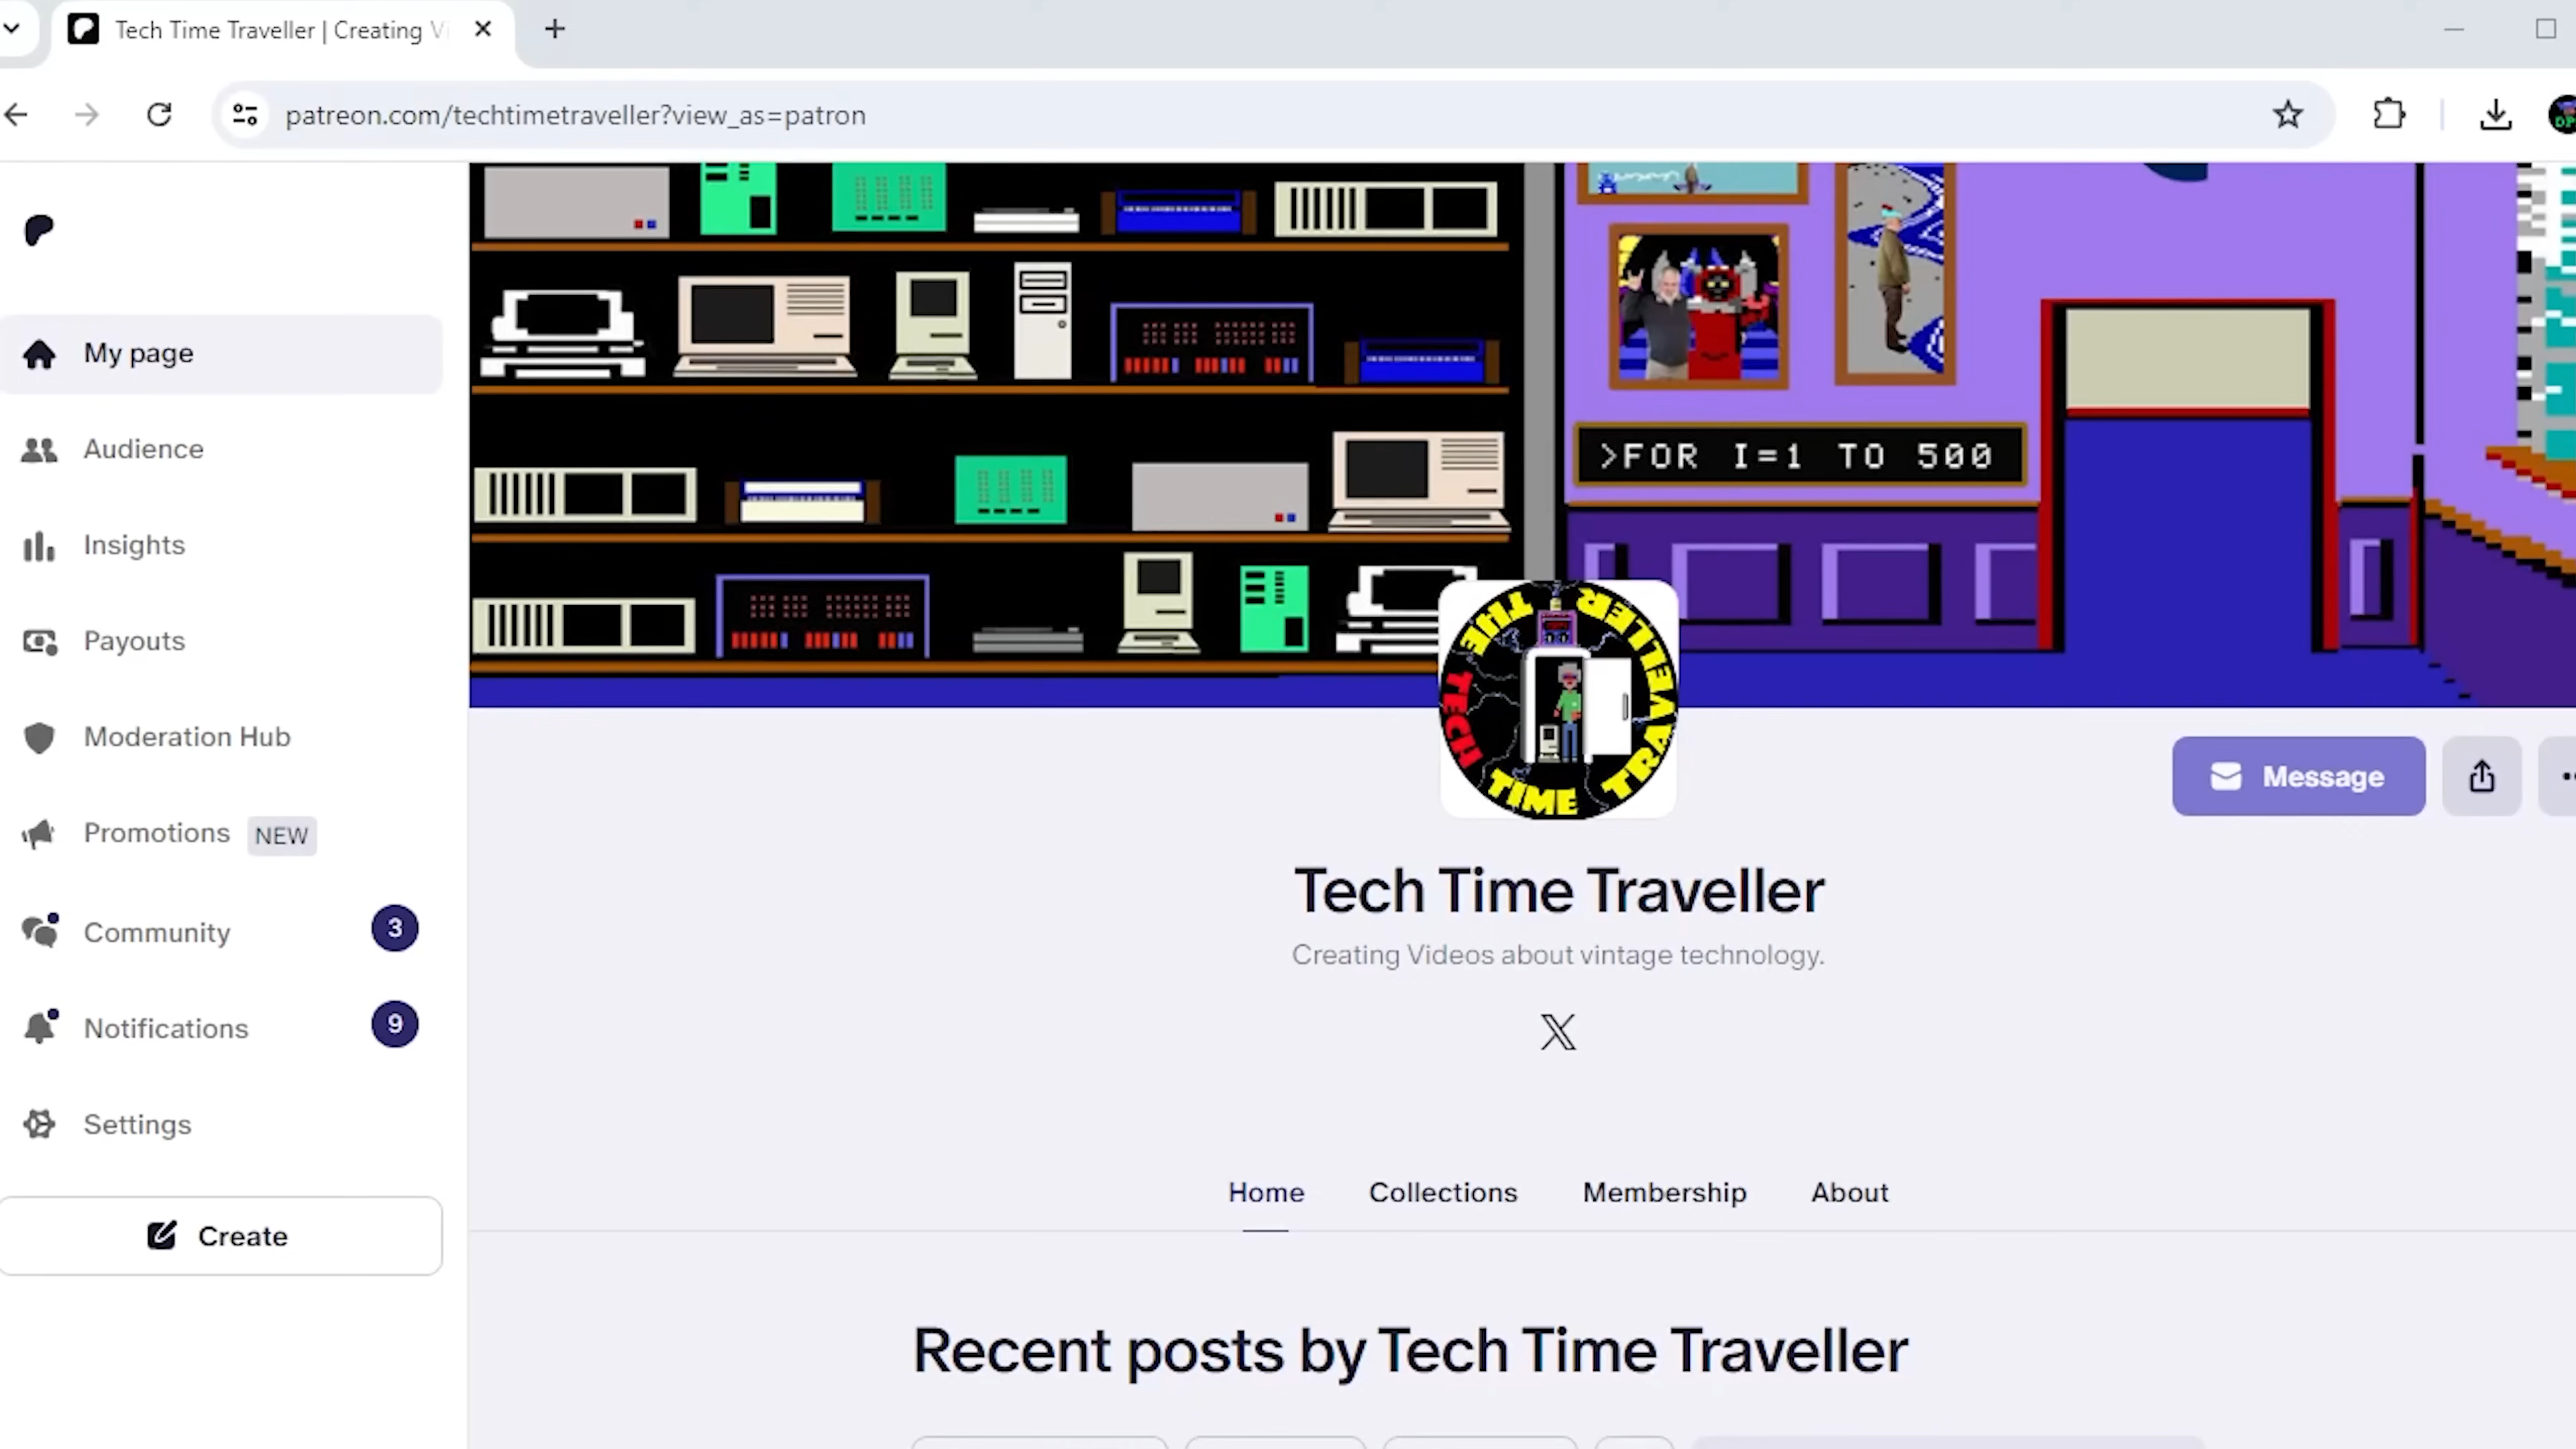 Tech Time Traveller | Creating Vi
patreon.com/techtimetraveller?view_as=patron
My page
Audience
Insights
Payouts
Moderation Hub
Promotions NEW
Community 3
Notifications 9
Settings
Create
>FOR I=1 TO 500
THE TECH TIME TRAVELLER
Message
Tech Time Traveller
Creating Videos about vintage technology.
Home Collections Membership About
Recent posts by Tech Time Traveller